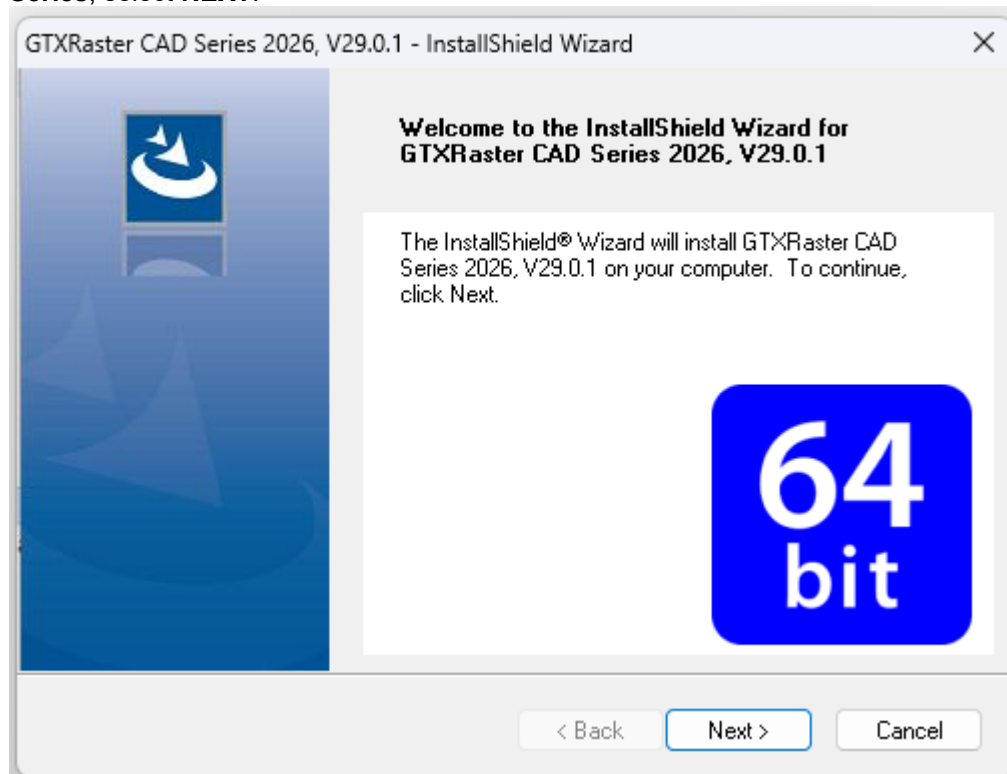 GTXRaster CAD Series 2026, V29.0.1 - InstallShield Wizard
Welcome to the InstallShield Wizard for
GTXRaster CAD Series 2026, V29.0.1
The InstallShield® Wizard will install GTXRaster CAD
Series 2026, V29.0.1 on your computer. To continue,
click Next.
64
bit
< Back
Next >
Cancel